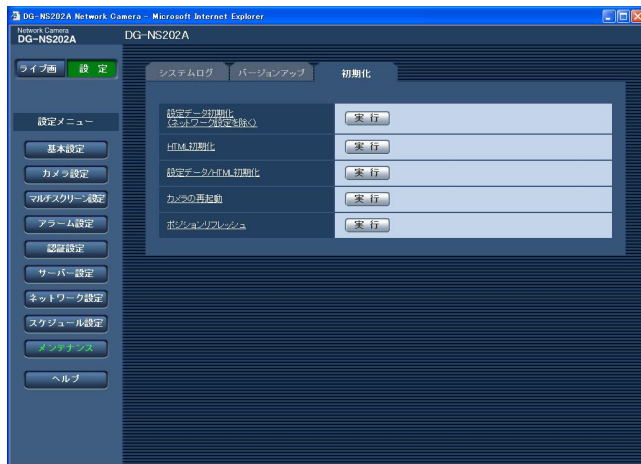 DG-NS202A Network Camera - Microsoft Internet Explorer
Network Camera
DG-NS202A
DG-NS202A
ライブ画 設 定
システムログ バージョンアップ 初期化
設定メニュー
基本設定
カメラ設定
マルチスクリーン設定
アラーム設定
認証設定
サーバー設定
ネットワーク設定
スケジュール設定
メンテナンス
ヘルプ
設定データ初期化
(ネットワーク設定を除く) 実 行
HTML初期化 実 行
設定データ/HTML初期化 実 行
カメラの再起動 実 行
ポジションリフレッシュ 実 行